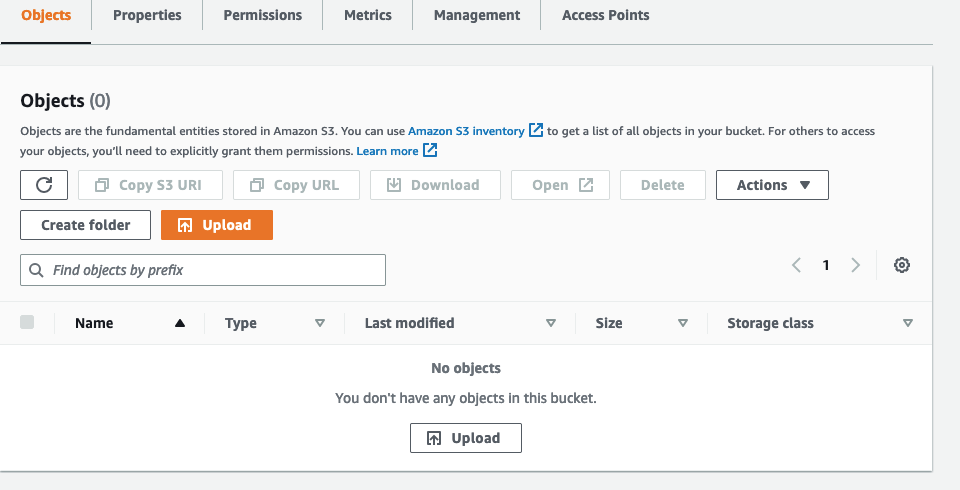 Objects Properties Permissions Metrics Management Access Points
Objects (0)
Objects are the fundamental entities stored in Amazon S3. You can use Amazon S3 inventory to get a list of all objects in your bucket. For others to access
your objects, you'll need to explicitly grant them permissions. Learn more
Copy S3 URI Copy URL Download Open Delete Actions
Create folder Upload
Find objects by prefix 1
Name Type Last modified Size Storage class
No objects
You don't have any objects in this bucket.
Upload